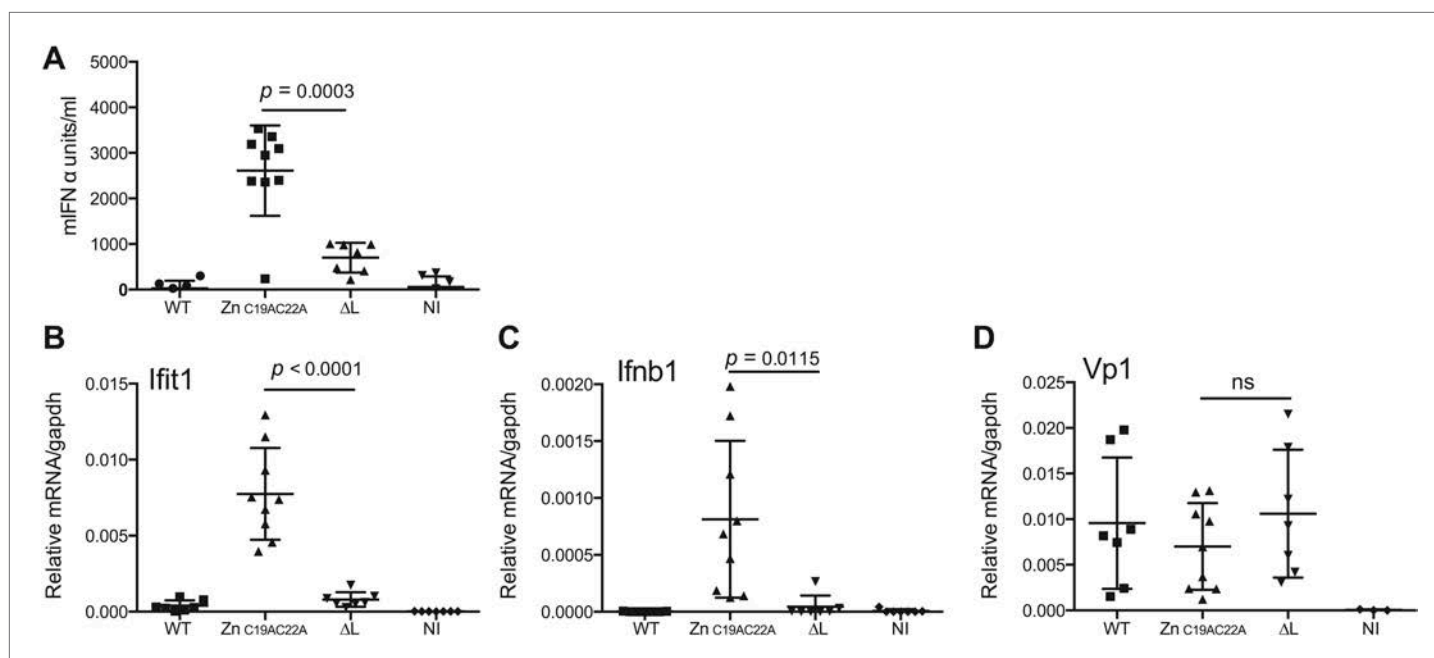 A
mIFN α units/ml
5000
4000
3000
2000
1000
0
p = 0.0003
WT Zn C19AC22A ΔL NI
B
Ifit1
Relative mRNA/gapdh
0.015
0.010
0.005
0.000
p < 0.0001
WT Zn C19AC22A ΔL NI
C
Ifnb1
Relative mRNA/gapdh
0.0020
0.0015
0.0010
0.0005
0.0000
p = 0.0115
WT Zn C19AC22A ΔL NI
D
Vp1
Relative mRNA/gapdh
0.025
0.020
0.015
0.010
0.005
0.000
ns
WT Zn C19AC22A ΔL NI